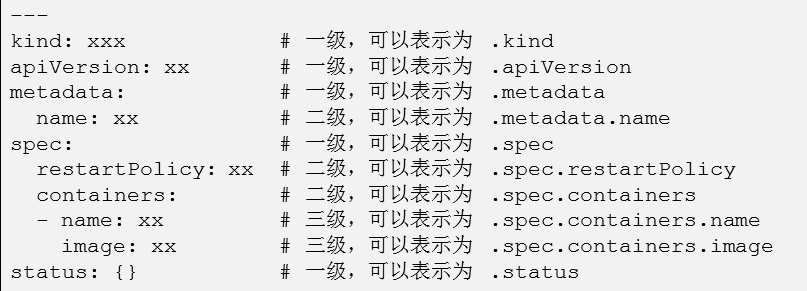 ---
kind: xxx            # 一级，可以表示为 .kind
apiVersion: xx       # 一级，可以表示为 .apiVersion
metadata:            # 一级，可以表示为 .metadata
  name: xx           # 二级，可以表示为 .metadata.name
spec:                # 一级，可以表示为 .spec
  restartPolicy: xx  # 二级，可以表示为 .spec.restartPolicy
  containers:        # 二级，可以表示为 .spec.containers
  - name: xx         # 三级，可以表示为 .spec.containers.name
    image: xx        # 三级，可以表示为 .spec.containers.image
status: {}           # 一级，可以表示为 .status